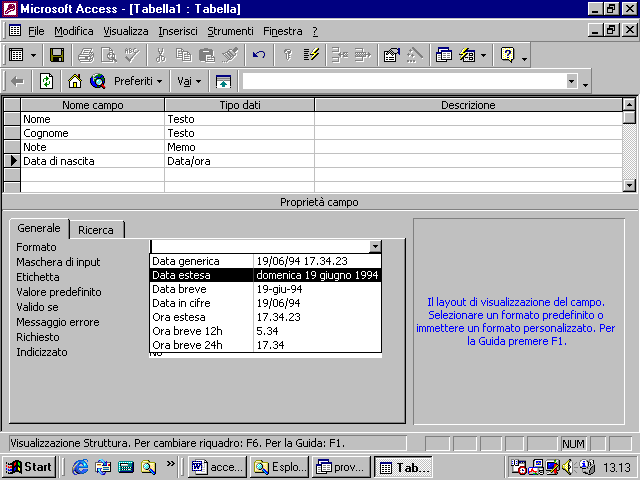 Microsoft Access - [Tabella1 : Tabella]
File Modifica Visualizza Inserisci Strumenti Finestra ?
Preferiti Vai
Nome campo Tipo dati Descrizione
Nome Testo
Cognome Testo
Note Memo
Data di nascita Data/ora
Proprietà campo
Generale Ricerca
Formato
Maschera di input
Etichetta
Valore predefinito
Valido se
Messaggio errore
Richiesto
Indicizzato No
Data generica 19/06/94 17.34.23
Data estesa domenica 19 giugno 1994
Data breve 19-giu-94
Data in cifre 19/06/94
Ora estesa 17.34.23
Ora breve 12h 5.34
Ora breve 24h 17.34
Il layout di visualizzazione del campo.
Selezionare un formato predefinito o
immettere un formato personalizzato. Per
la Guida premere F1.
Visualizzazione Struttura. Per cambiare riquadro: F6. Per la Guida: F1. NUM
Start » acce... Esplo... prov... Tab... 13.13